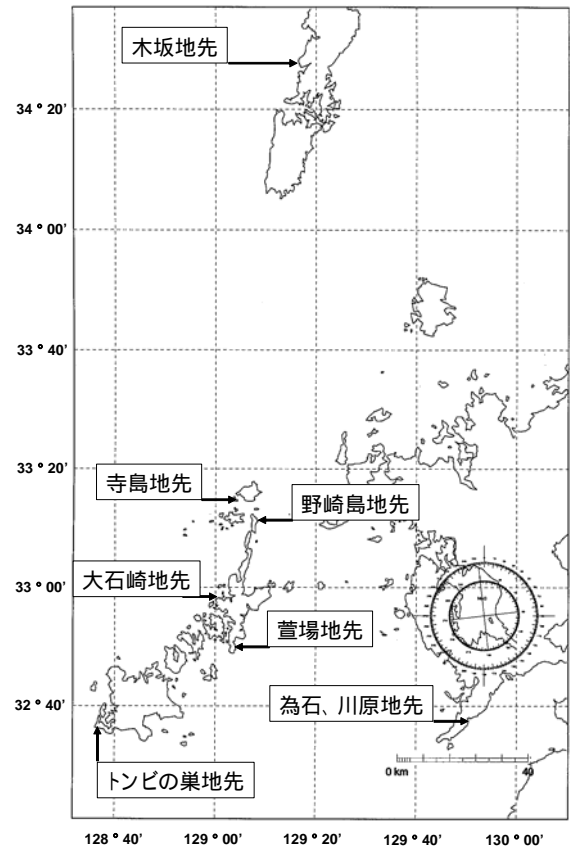 木坂地先
34 ° 20’
34 ° 00’
33 ° 40’
33 ° 20’
寺島地先
野崎島地先
大石崎地先
33 ° 00’
萱場地先
32 ° 40’
為石、川原地先
0 km
40
トンビの巣地先
128 ° 40’
129 ° 00’
129 ° 20’
129 ° 40’
130 ° 00’